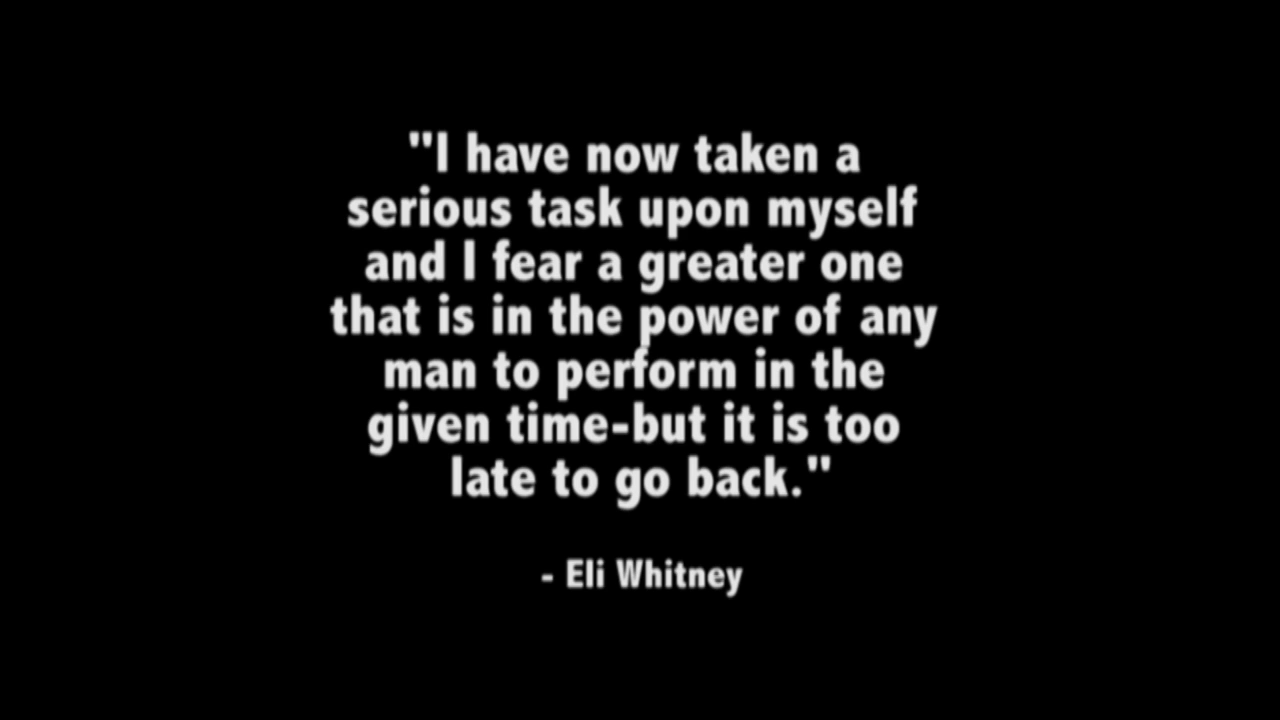 "I have now taken a
serious task upon myself
and I fear a greater one
that is in the power of any
man to perform in the
given time-but it is too
late to go back."
- Eli Whitney